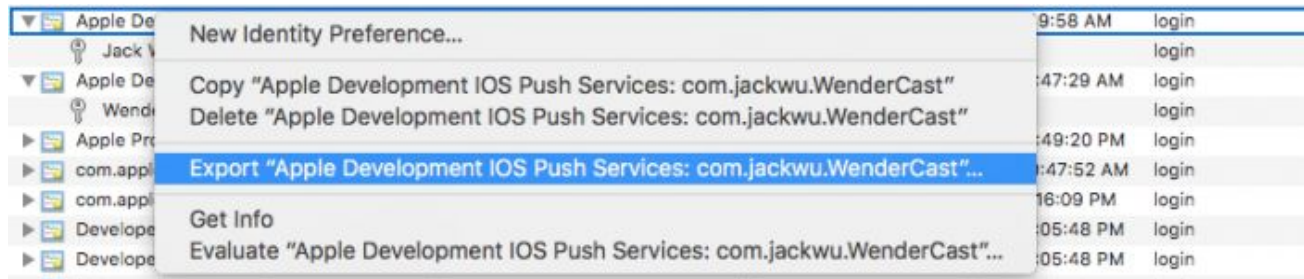 Apple De 9:58 AM login
New Identity Preference...
Jack login
Apple De Copy "Apple Development IOS Push Services: com.jackwu.WenderCast" :47:29 AM login
Wende Delete "Apple Development IOS Push Services: com.jackwu.WenderCast" login
Apple Pro :49:20 PM login
com.appl Export "Apple Development IOS Push Services: com.jackwu.WenderCast"... :47:52 AM login
com.appl 16:09 PM login
Get Info
Develope :05:48 PM login
Develope Evaluate "Apple Development IOS Push Services: com.jackwu.WenderCast"... :05:48 PM login